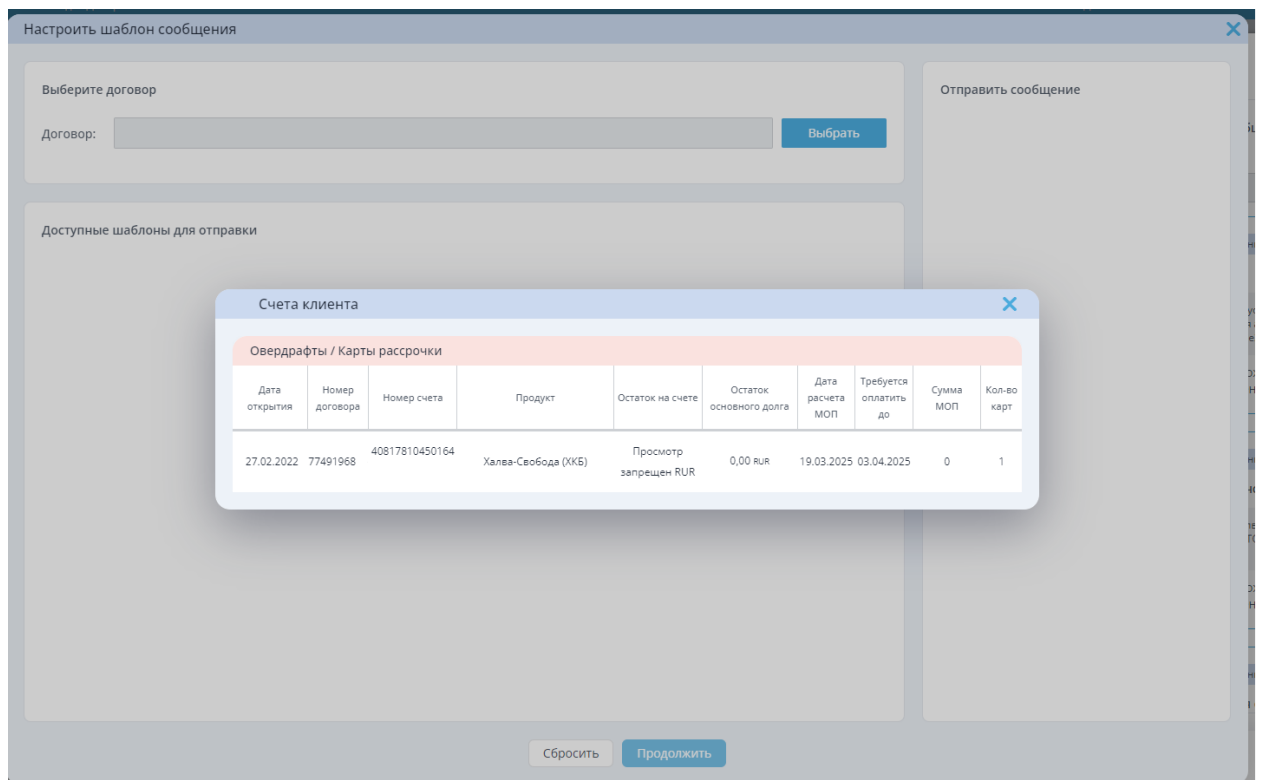 Настроить шаблон сообщения
Выберите договор
Отправить сообщение
Договор:
Выбрать
Доступные шаблоны для отправки
Счета клиента
Овердрафты / Карты рассрочки
Дата открытия
Номер договора
Номер счета
Продукт
Остаток на счете
Остаток основного долга
Дата расчета МОП
Требуется оплатить до
Сумма МОП
Кол-во карт
27.02.2022
77491968
40817810450164
Халва-Свобода (ХКБ)
Просмотр запрещен RUR
0,00 RUR
19.03.2025
03.04.2025
0
1
Сбросить
Продолжить